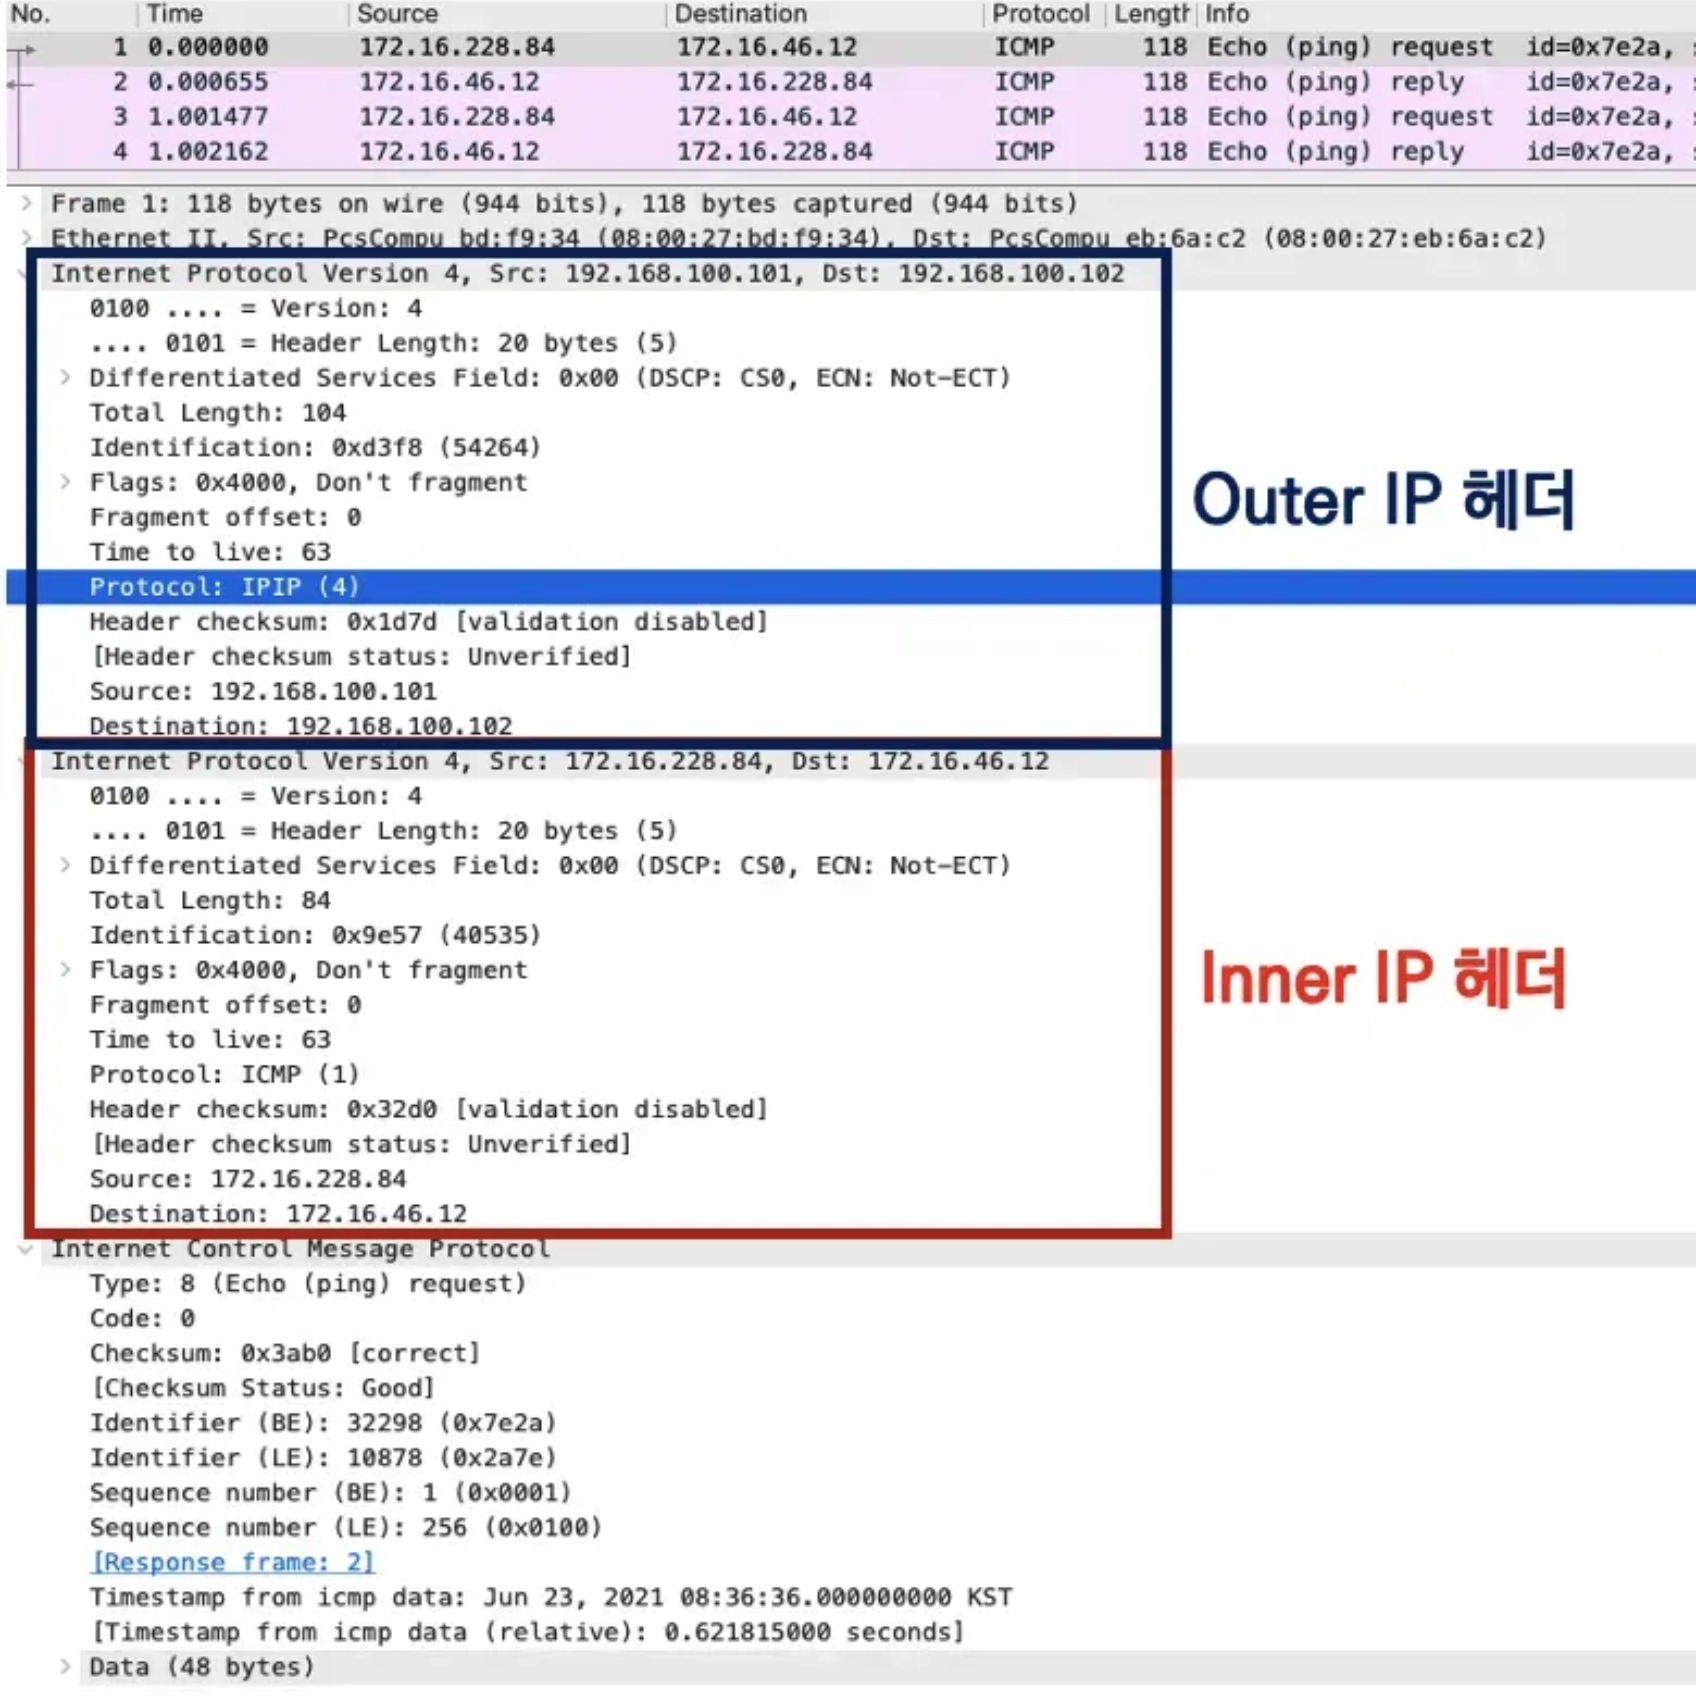 No. Time Source Destination Protocol Length Info
1 0.000000 172.16.228.84 172.16.46.12 ICMP 118 Echo (ping) request id=0x7e2a,
2 0.000655 172.16.46.12 172.16.228.84 ICMP 118 Echo (ping) reply id=0x7e2a,
3 1.001477 172.16.228.84 172.16.46.12 ICMP 118 Echo (ping) request id=0x7e2a,
4 1.002162 172.16.46.12 172.16.228.84 ICMP 118 Echo (ping) reply id=0x7e2a,
Frame 1: 118 bytes on wire (944 bits), 118 bytes captured (944 bits)
Ethernet II, Src: PcsCompu_bd:f9:34 (08:00:27:bd:f9:34), Dst: PcsCompu_eb:6a:c2 (08:00:27:eb:6a:c2)
Internet Protocol Version 4, Src: 192.168.100.101, Dst: 192.168.100.102
0100 .... = Version: 4
.... 0101 = Header Length: 20 bytes (5)
Differentiated Services Field: 0x00 (DSCP: CS0, ECN: Not-ECT)
Total Length: 104
Identification: 0xd3f8 (54264)
Flags: 0x4000, Don't fragment
Fragment offset: 0
Time to live: 63
Protocol: IPIP (4)
Header checksum: 0x1d7d [validation disabled]
[Header checksum status: Unverified]
Source: 192.168.100.101
Destination: 192.168.100.102
Outer IP 헤더
Internet Protocol Version 4, Src: 172.16.228.84, Dst: 172.16.46.12
0100 .... = Version: 4
.... 0101 = Header Length: 20 bytes (5)
Differentiated Services Field: 0x00 (DSCP: CS0, ECN: Not-ECT)
Total Length: 84
Identification: 0x9e57 (40535)
Flags: 0x4000, Don't fragment
Fragment offset: 0
Time to live: 63
Protocol: ICMP (1)
Header checksum: 0x32d0 [validation disabled]
[Header checksum status: Unverified]
Source: 172.16.228.84
Destination: 172.16.46.12
Inner IP 헤더
Internet Control Message Protocol
Type: 8 (Echo (ping) request)
Code: 0
Checksum: 0x3ab0 [correct]
[Checksum Status: Good]
Identifier (BE): 32298 (0x7e2a)
Identifier (LE): 10878 (0x2a7e)
Sequence number (BE): 1 (0x0001)
Sequence number (LE): 256 (0x0100)
[Response frame: 2]
Timestamp from icmp data: Jun 23, 2021 08:36:36.000000000 KST
[Timestamp from icmp data (relative): 0.621815000 seconds]
Data (48 bytes)